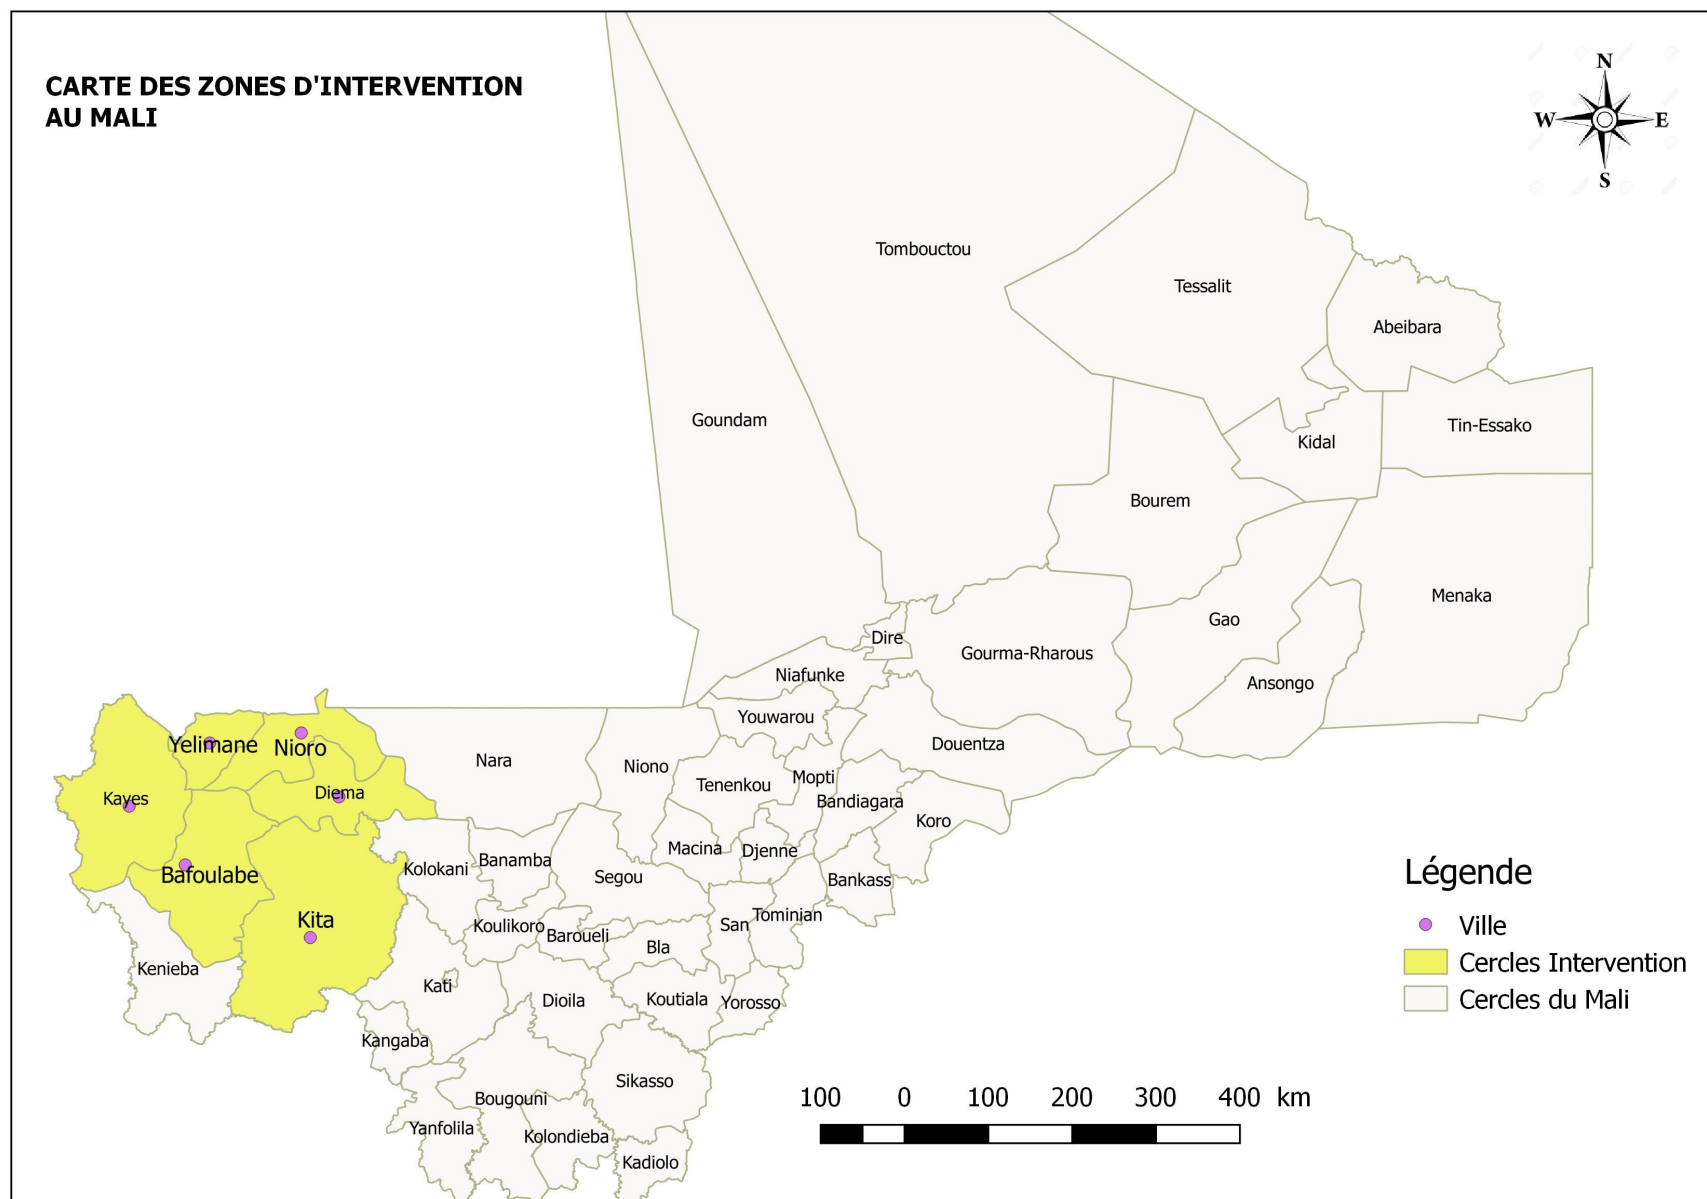 CARTE DES ZONES D'INTERVENTION
AU MALI
N
W
E
S
Tombouctou
Tessalit
Abeibara
Goundam
Tin-Essako
Kidal
Bourem
Menaka
Gao
Dire
Gourma-Rharous
Niafunke
Ansongo
Youwarou
Yelimane
Nioro
Douentza
Nara
Niono
Mopti
Tenenkou
Diema
Kayes
Bandiagara
Koro
Macina
Djenne
Banamba
Kolokani
Bafoulabe
Segou
Bankass
Kita
Tominian
San
Koulikoro
Baroueli
Bla
Kenieba
Kati
Dioila
Koutiala
Yorosso
Kangaba
Sikasso
Bougouni
Yanfolila
Kolondieba
Kadiolo
Légende
Ville
Cercles Intervention
Cercles du Mali
100 0 100 200 300 400 km